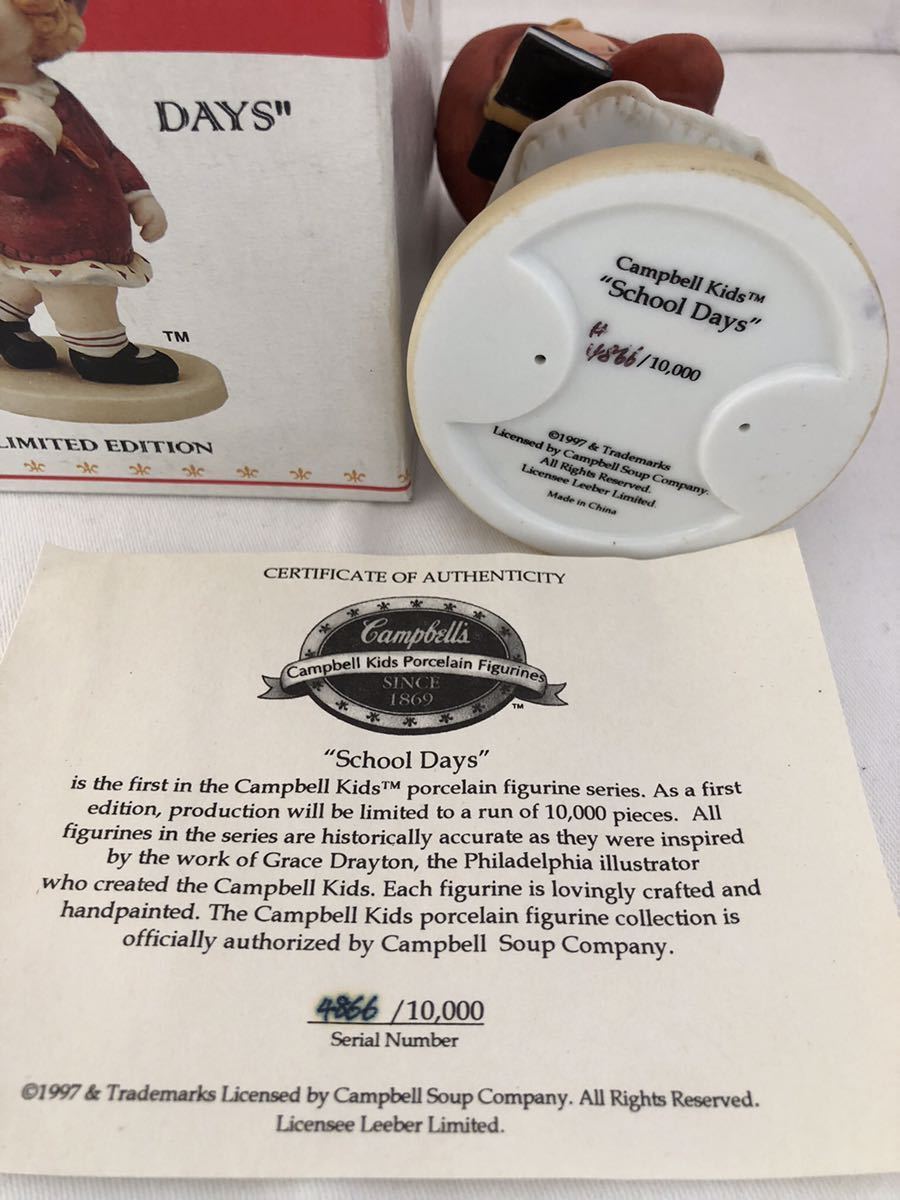 DAYS"
TM
LIMITED EDITION
Campbell Kids™
"School Days"
4866/10,000
©1997 & Trademarks
Licensed by Campbell Soup Company.
All Rights Reserved.
Licensee Leeber Limited.
Made in China
CERTIFICATE OF AUTHENTICITY
Campbell's
Campbell Kids Porcelain Figurines
SINCE
1869
TM
"School Days"
is the first in the Campbell Kids™ porcelain figurine series. As a first
edition, production will be limited to a run of 10,000 pieces. All
figurines in the series are historically accurate as they were inspired
by the work of Grace Drayton, the Philadelphia illustrator
who created the Campbell Kids. Each figurine is lovingly crafted and
handpainted. The Campbell Kids porcelain figurine collection is
officially authorized by Campbell Soup Company.
4866 /10,000
Serial Number
©1997 & Trademarks Licensed by Campbell Soup Company. All Rights Reserved.
Licensee Leeber Limited.